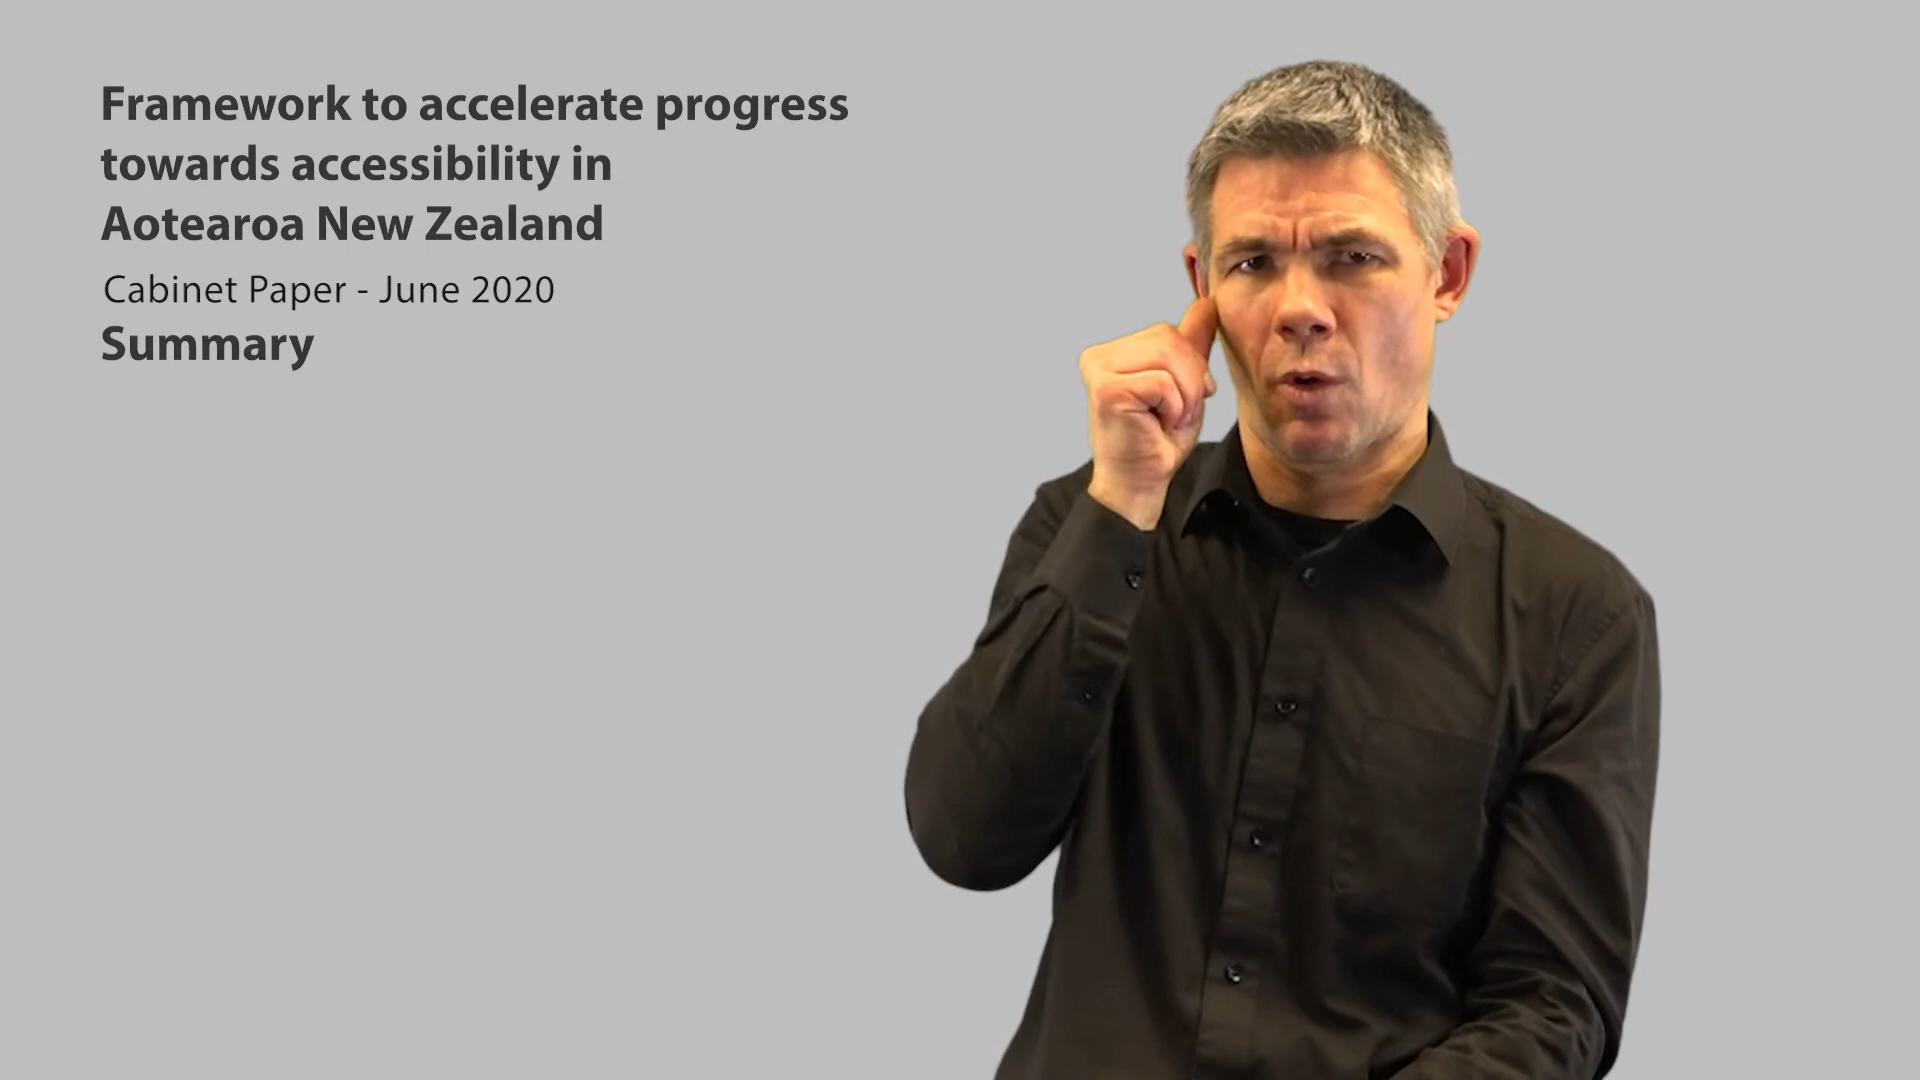 Framework to accelerate progress
towards accessibility in
Aotearoa New Zealand
Cabinet Paper - June 2020
Summary